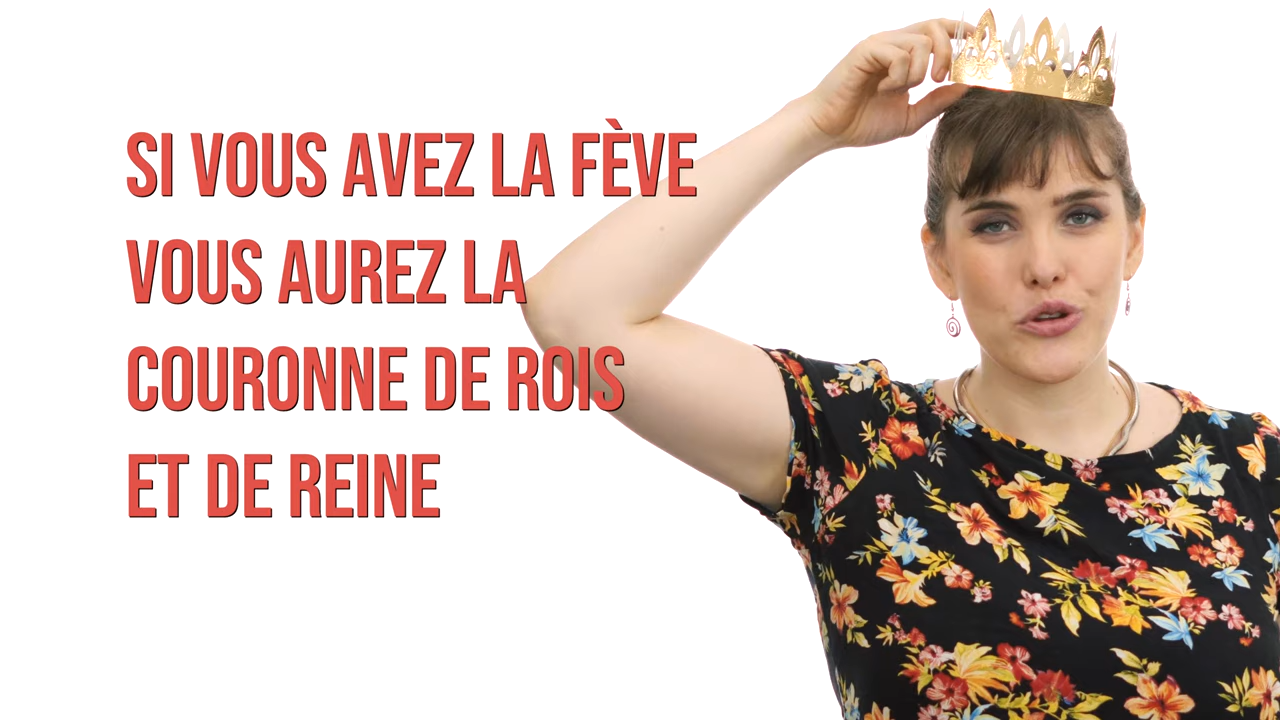 SI VOUS AVEZ LA FÈVE
VOUS AUREZ LA
COURONNE DE ROIS
ET DE REINE